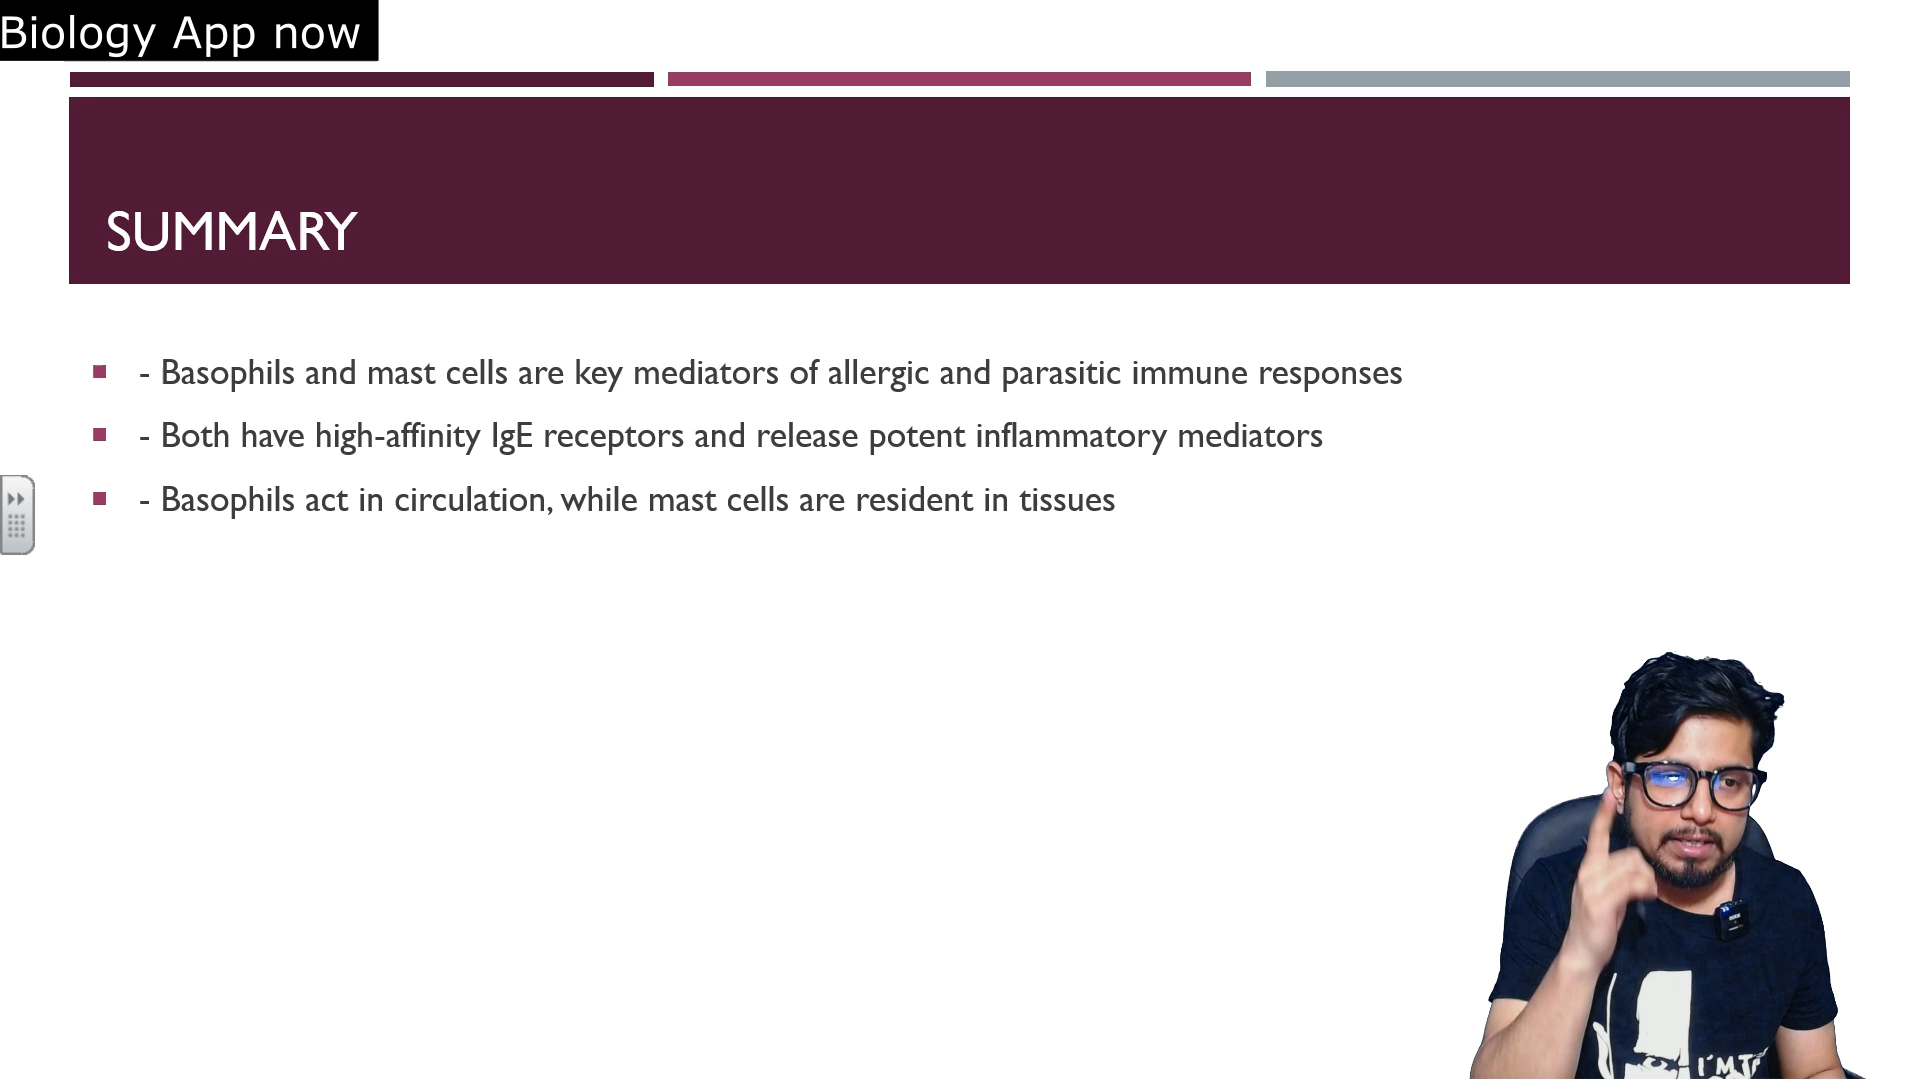 Biology App now
SUMMARY
- Basophils and mast cells are key mediators of allergic and parasitic immune responses
- Both have high-affinity IgE receptors and release potent inflammatory mediators
- Basophils act in circulation, while mast cells are resident in tissues
I'M